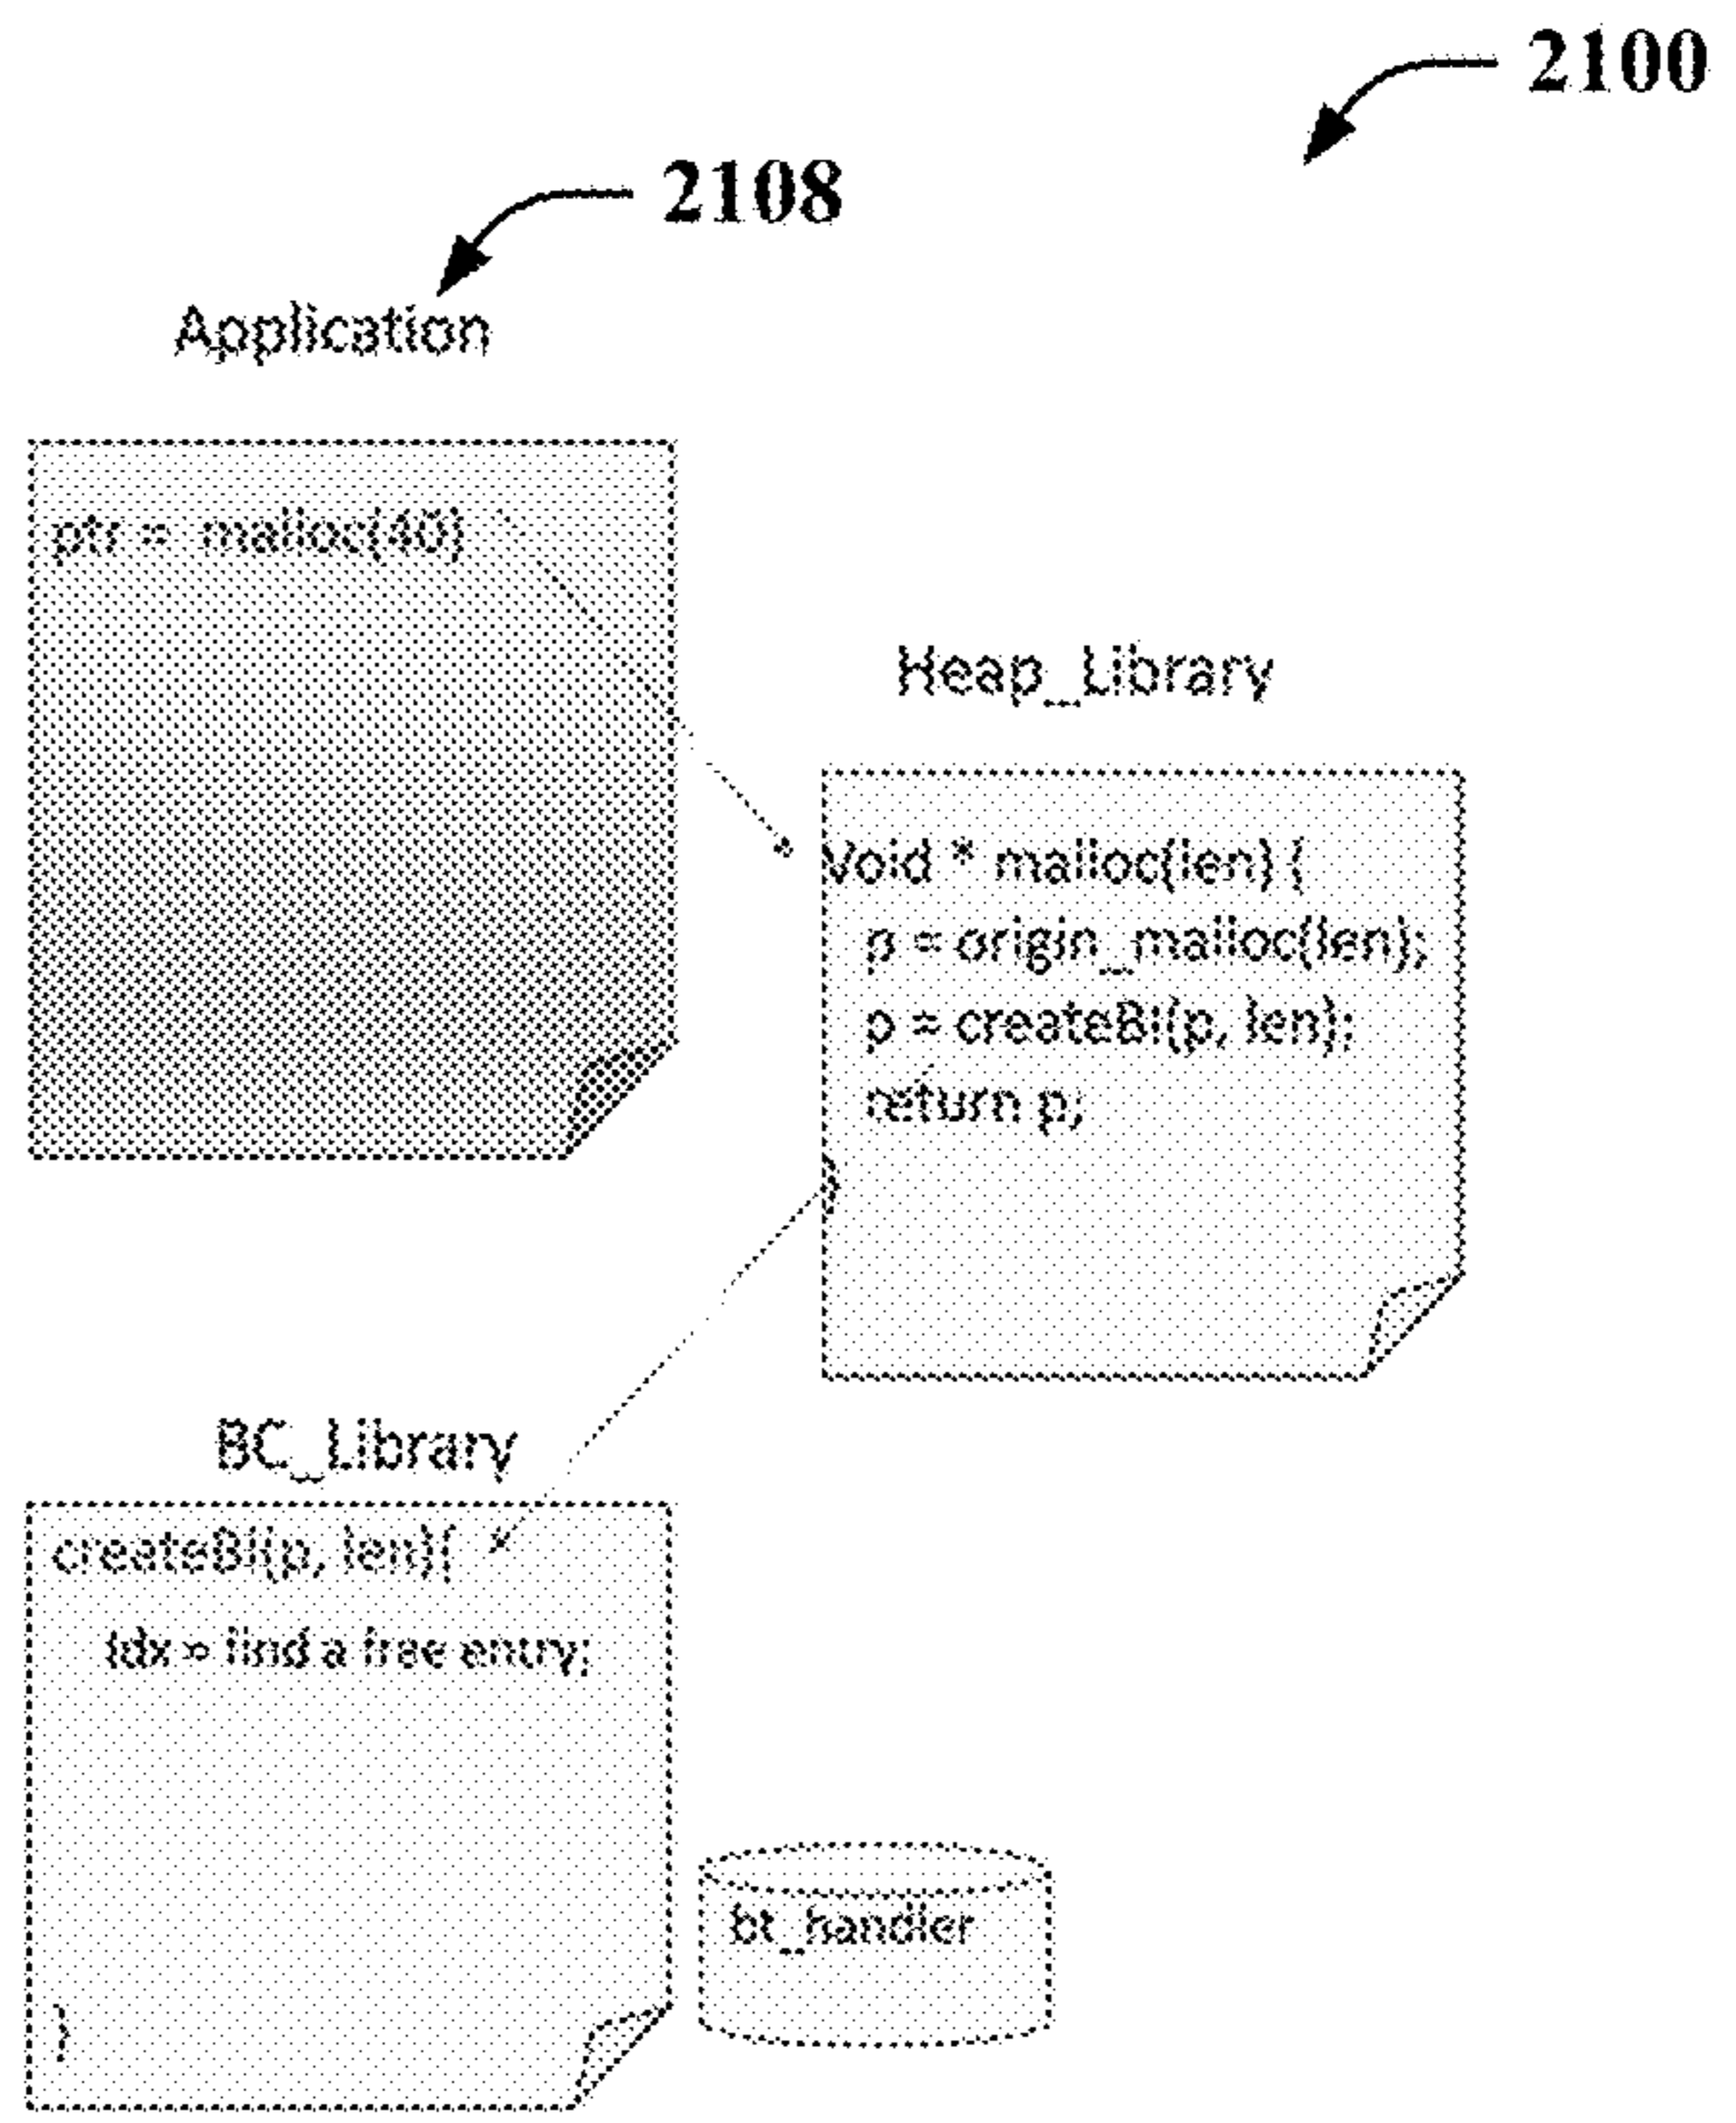 2100
2108
Application
ptr = malloc(40)
Heap_Library
Void * malloc(len) {
p = origin_malloc(len);
p = createBI(p, len);
return p;
}
BC_Library
createBI(p, len){
Idx = find a free entry;
}
bt_handler